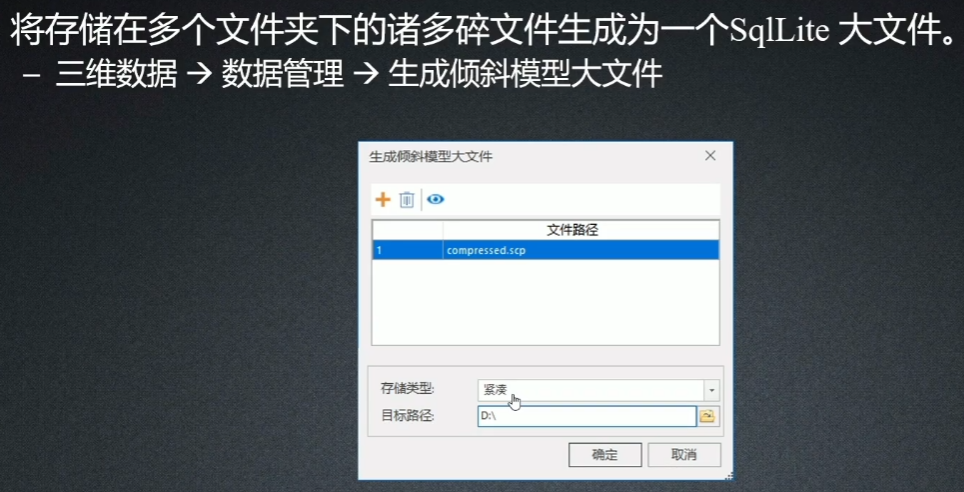 将存储在多个文件夹下的诸多碎文件生成为一个SqlLite 大文件。
– 三维数据 → 数据管理 → 生成倾斜模型大文件
生成倾斜模型大文件
文件路径
1 compressed.scp
存储类型: 紧凑
目标路径: D:\
确定 取消